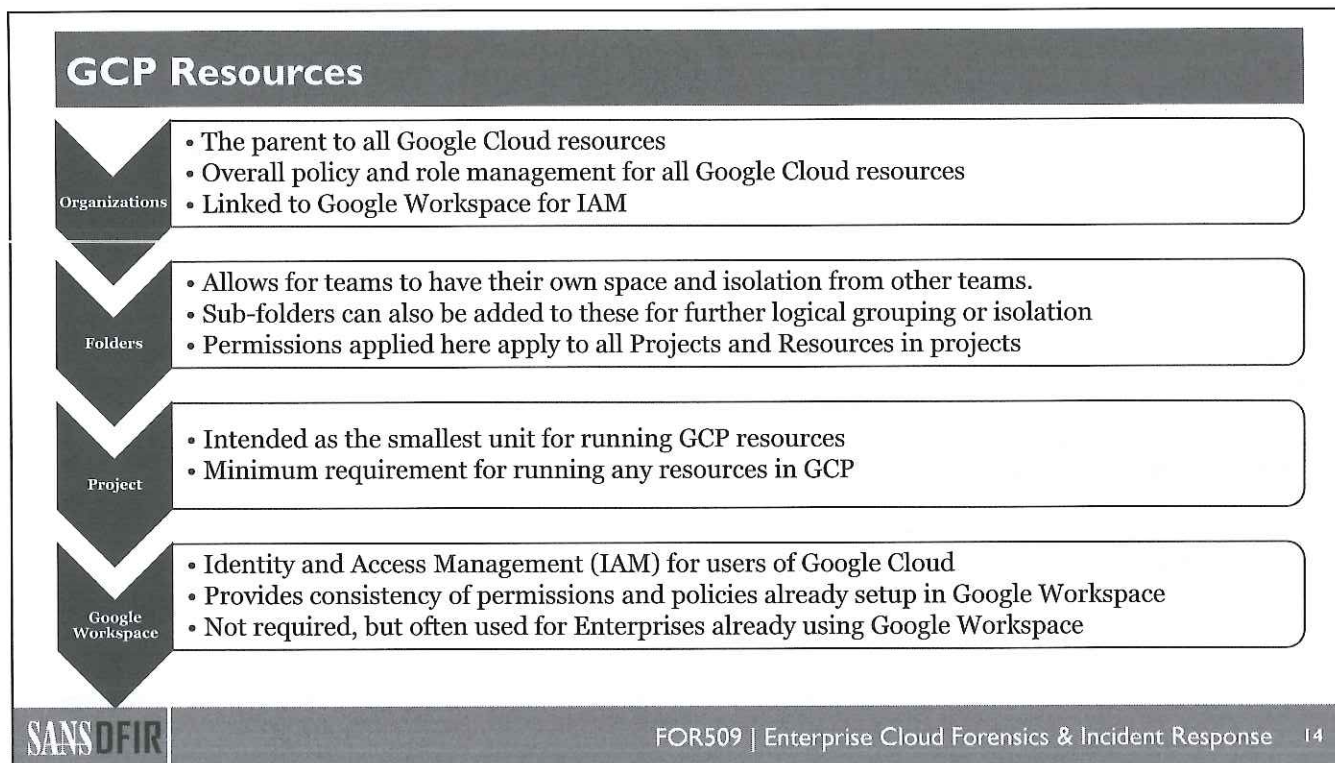 GCP Resources
Organizations
• The parent to all Google Cloud resources
• Overall policy and role management for all Google Cloud resources
• Linked to Google Workspace for IAM
Folders
• Allows for teams to have their own space and isolation from other teams.
• Sub-folders can also be added to these for further logical grouping or isolation
• Permissions applied here apply to all Projects and Resources in projects
Project
• Intended as the smallest unit for running GCP resources
• Minimum requirement for running any resources in GCP
Google
Workspace
• Identity and Access Management (IAM) for users of Google Cloud
• Provides consistency of permissions and policies already setup in Google Workspace
• Not required, but often used for Enterprises already using Google Workspace
SANS DFIR
FOR509 | Enterprise Cloud Forensics & Incident Response 14